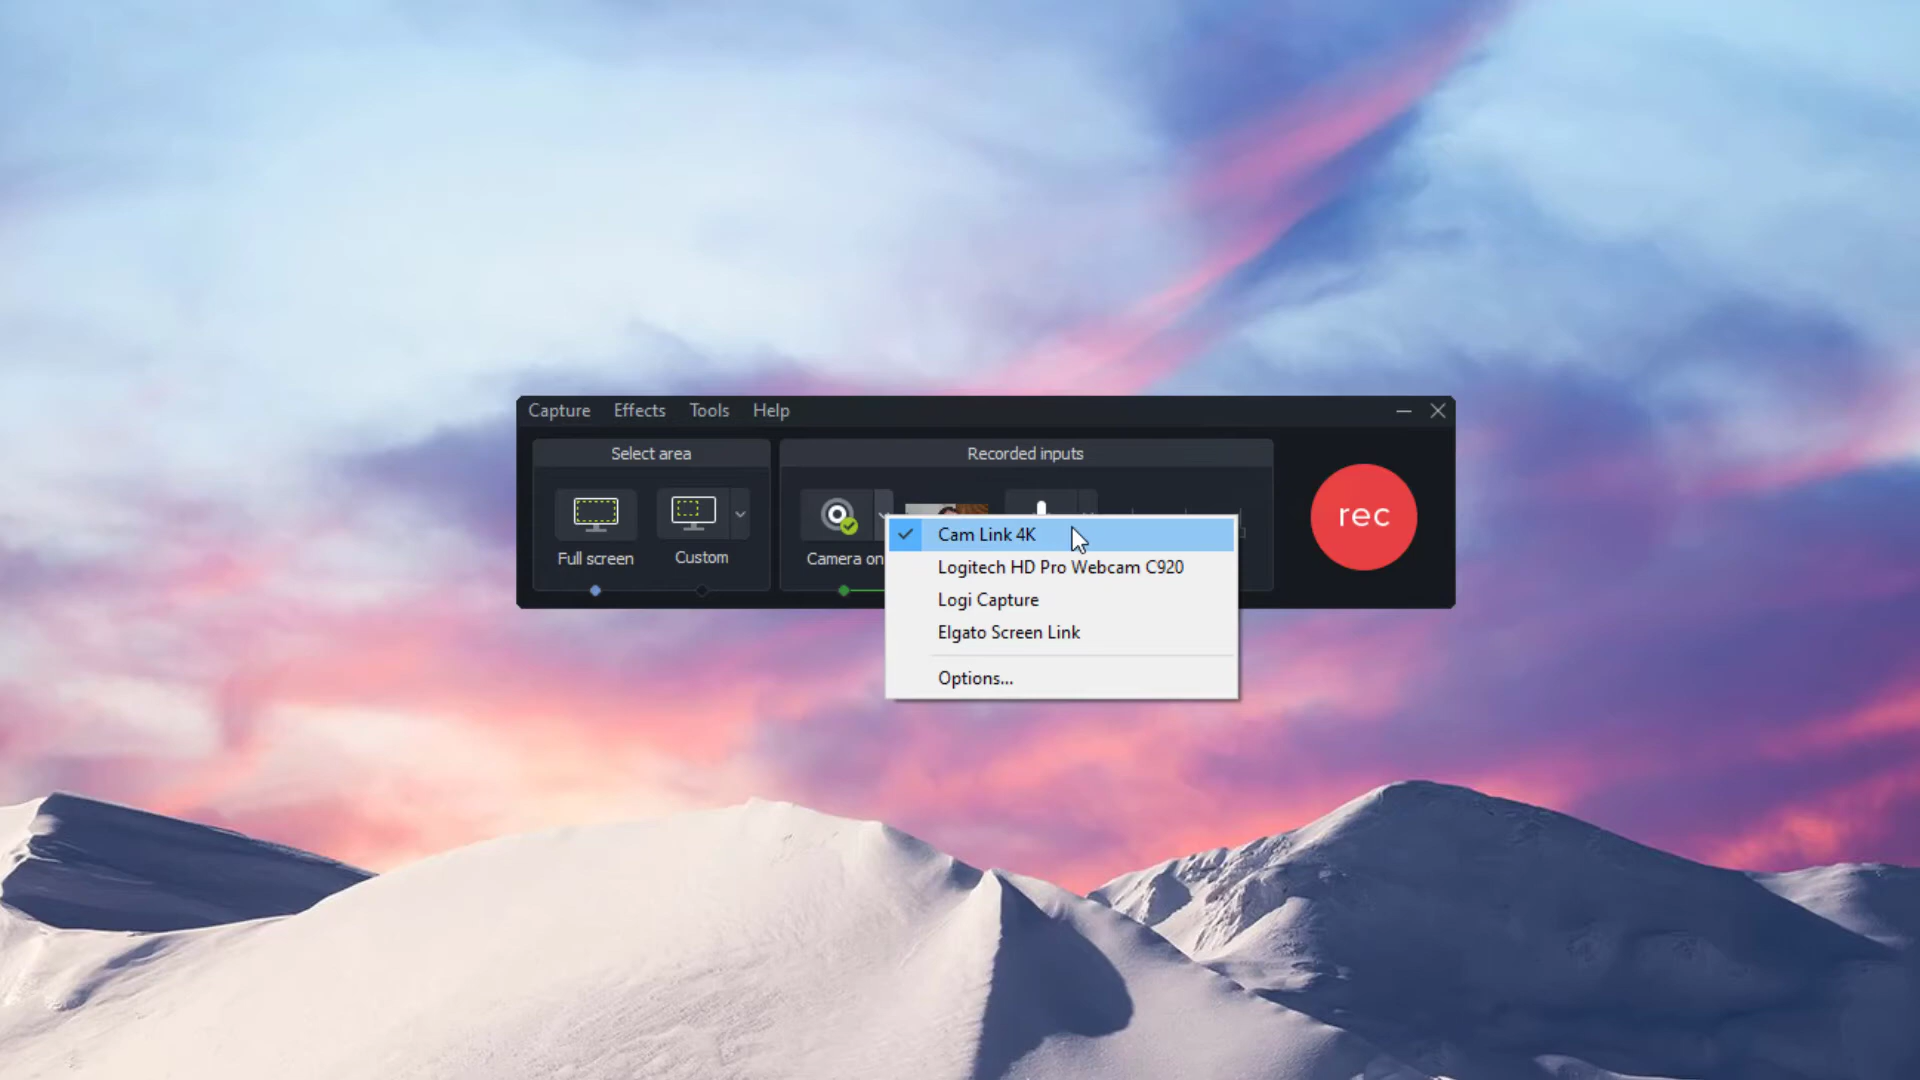 Capture Effects Tools Help
Select area
Recorded inputs
Full screen
Custom
Camera on
rec
Cam Link 4K
Logitech HD Pro Webcam C920
Logi Capture
Elgato Screen Link
Options...